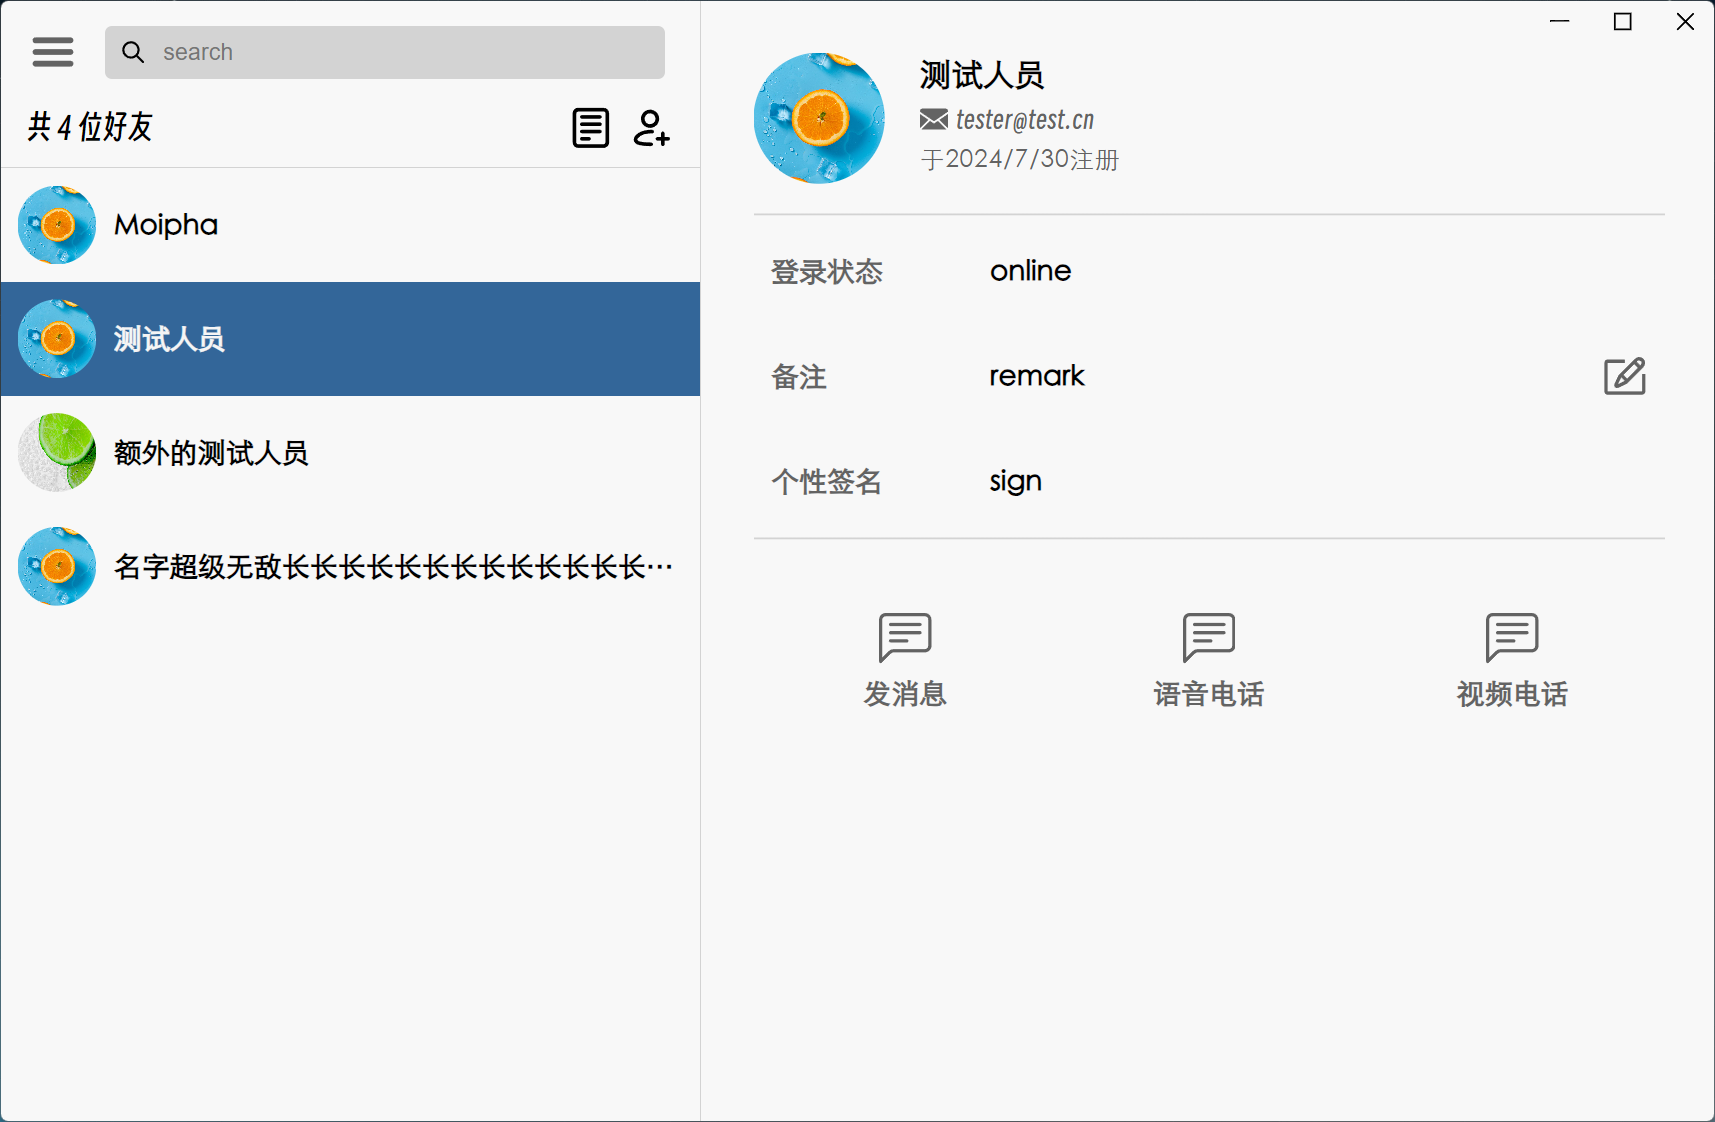 search
共 4 位好友
Moipha
测试人员
额外的测试人员
名字超级无敌长长长长长长长长长长长长长…
测试人员
tester@test.cn
于2024/7/30注册
登录状态 online
备注 remark
个性签名 sign
发消息 语音电话 视频电话